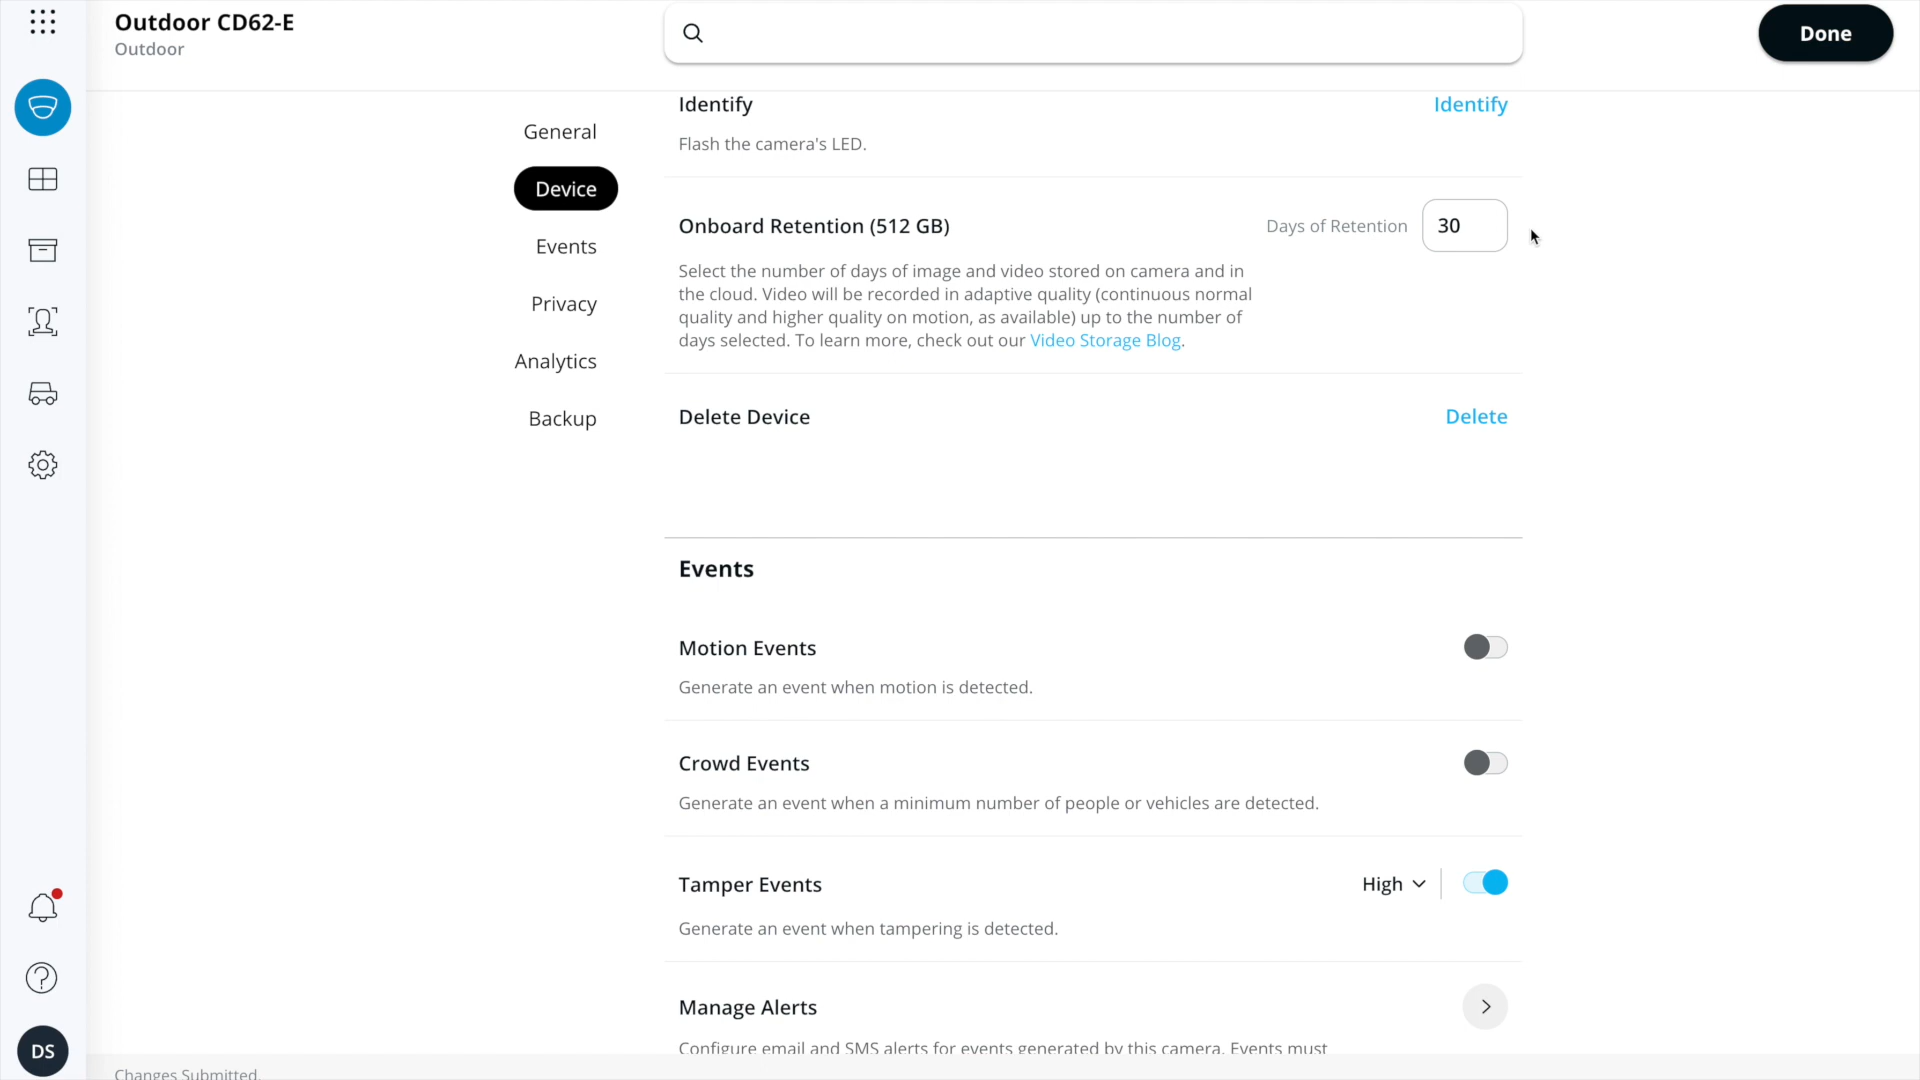 Outdoor CD62-E
Outdoor
Done
General
Device
Events
Privacy
Analytics
Backup
Identify
Identify
Flash the camera's LED.
Onboard Retention (512 GB)
Days of Retention
30
Select the number of days of image and video stored on camera and in
the cloud. Video will be recorded in adaptive quality (continuous normal
quality and higher quality on motion, as available) up to the number of
days selected. To learn more, check out our Video Storage Blog.
Delete Device
Delete
Events
Motion Events
Generate an event when motion is detected.
Crowd Events
Generate an event when a minimum number of people or vehicles are detected.
Tamper Events
High
Generate an event when tampering is detected.
Manage Alerts
Configure email and SMS alerts for events generated by this camera. Events must
DS
Changes Submitted.